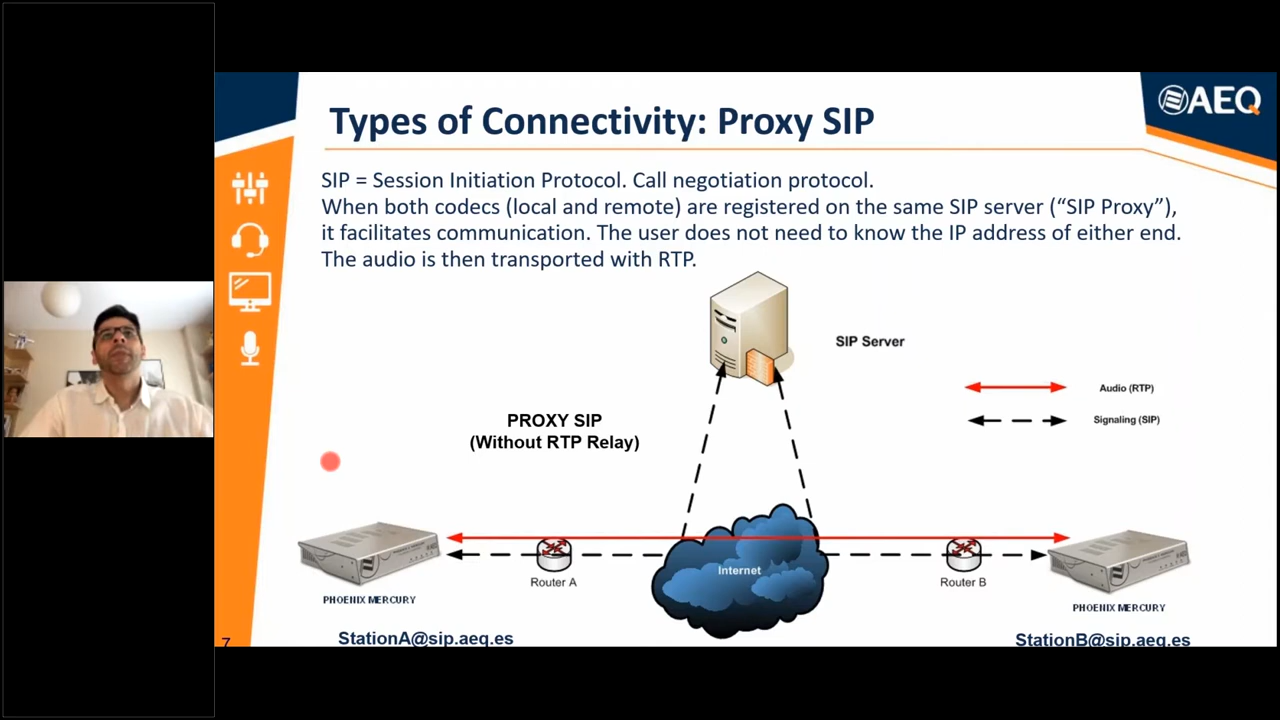 AEQ
Types of Connectivity: Proxy SIP
SIP = Session Initiation Protocol. Call negotiation protocol.
When both codecs (local and remote) are registered on the same SIP server (“SIP Proxy”),
it facilitates communication. The user does not need to know the IP address of either end.
The audio is then transported with RTP.
SIP Server
Audio (RTP)
Signaling (SIP)
PROXY SIP
(Without RTP Relay)
Internet
Router A
Router B
PHOENIX MERCURY
PHOENIX MERCURY
StationA@sip.aeq.es
StationB@sip.aeq.es
7